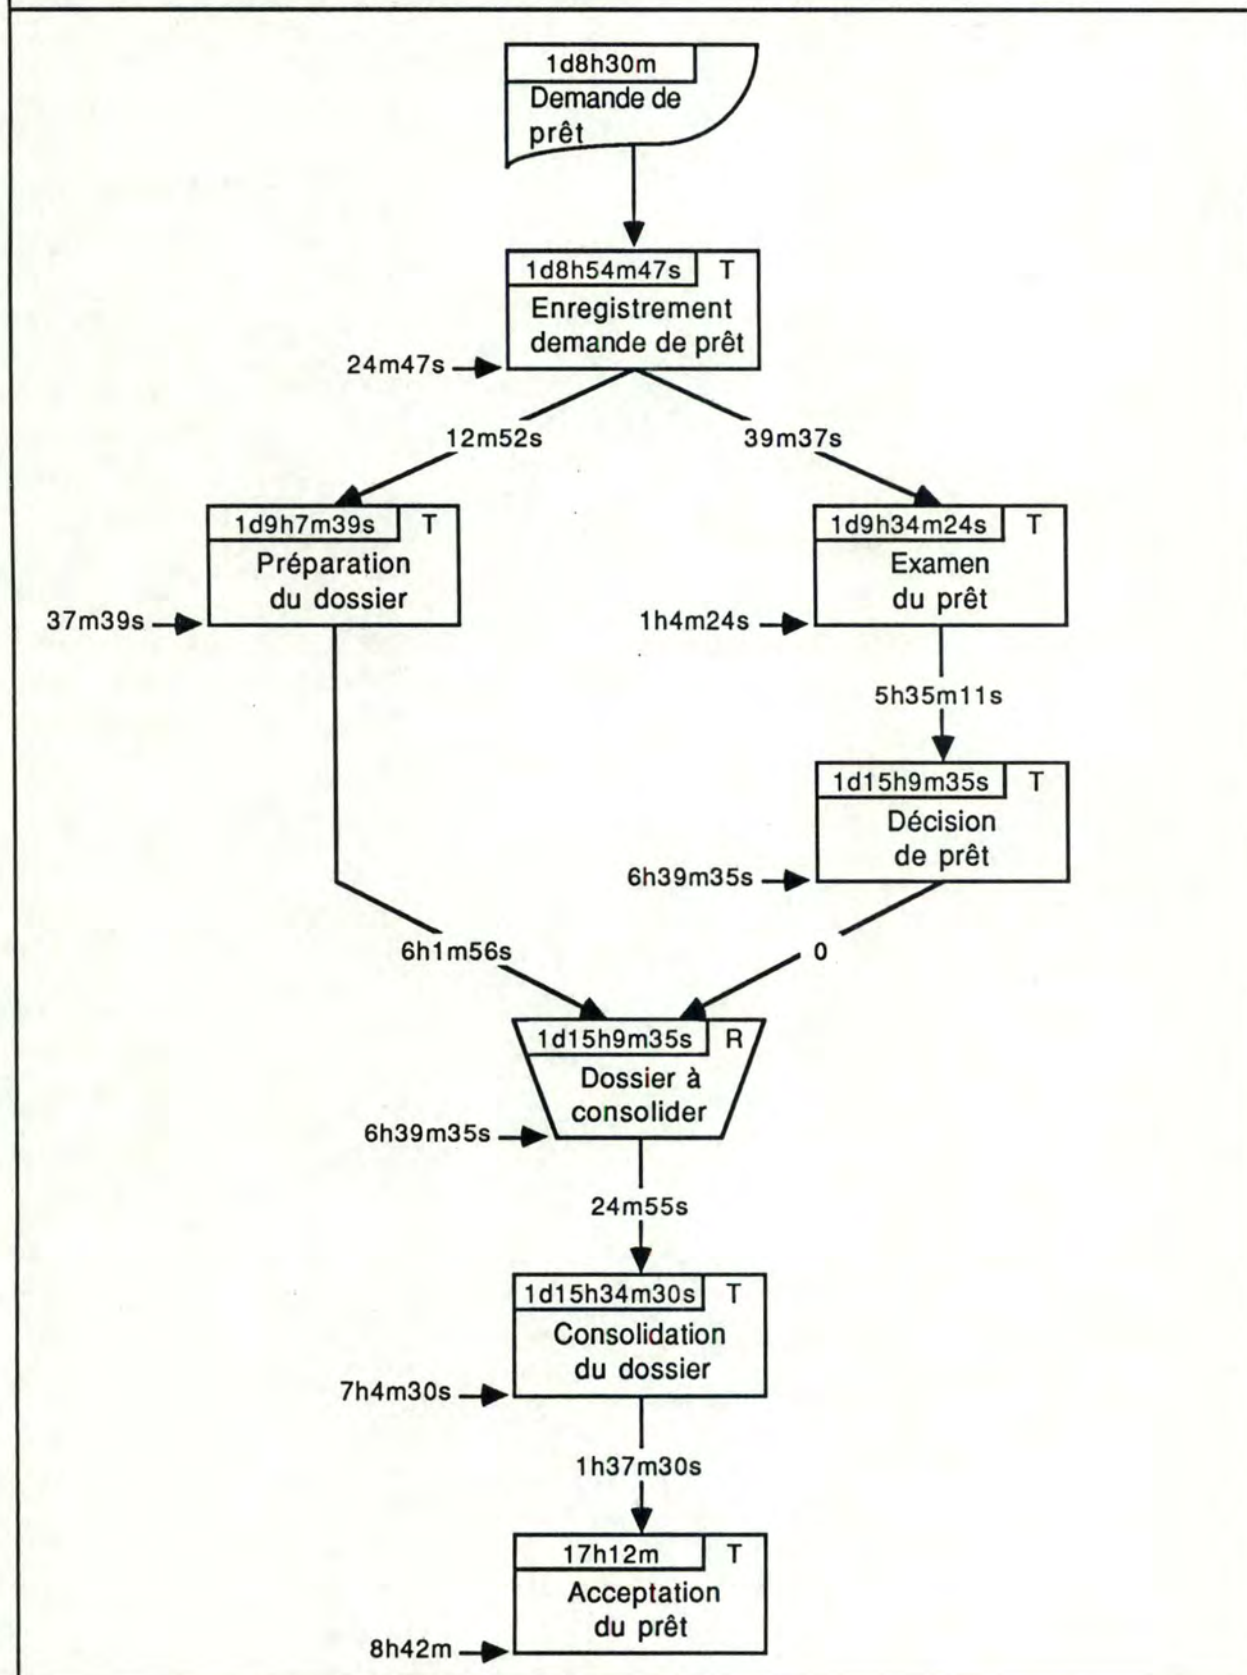 1d8h30m
Demande de
prêt
1d8h54m47s T
Enregistrement
demande de prêt
24m47s
12m52s 39m37s
1d9h7m39s T 1d9h34m24s T
Préparation Examen
du dossier du prêt
37m39s 1h4m24s
5h35m11s
1d15h9m35s T
Décision
de prêt
6h39m35s
6h1m56s 0
1d15h9m35s R
Dossier à
consolider
6h39m35s
24m55s
1d15h34m30s T
Consolidation
du dossier
7h4m30s
1h37m30s
17h12m T
Acceptation
du prêt
8h42m